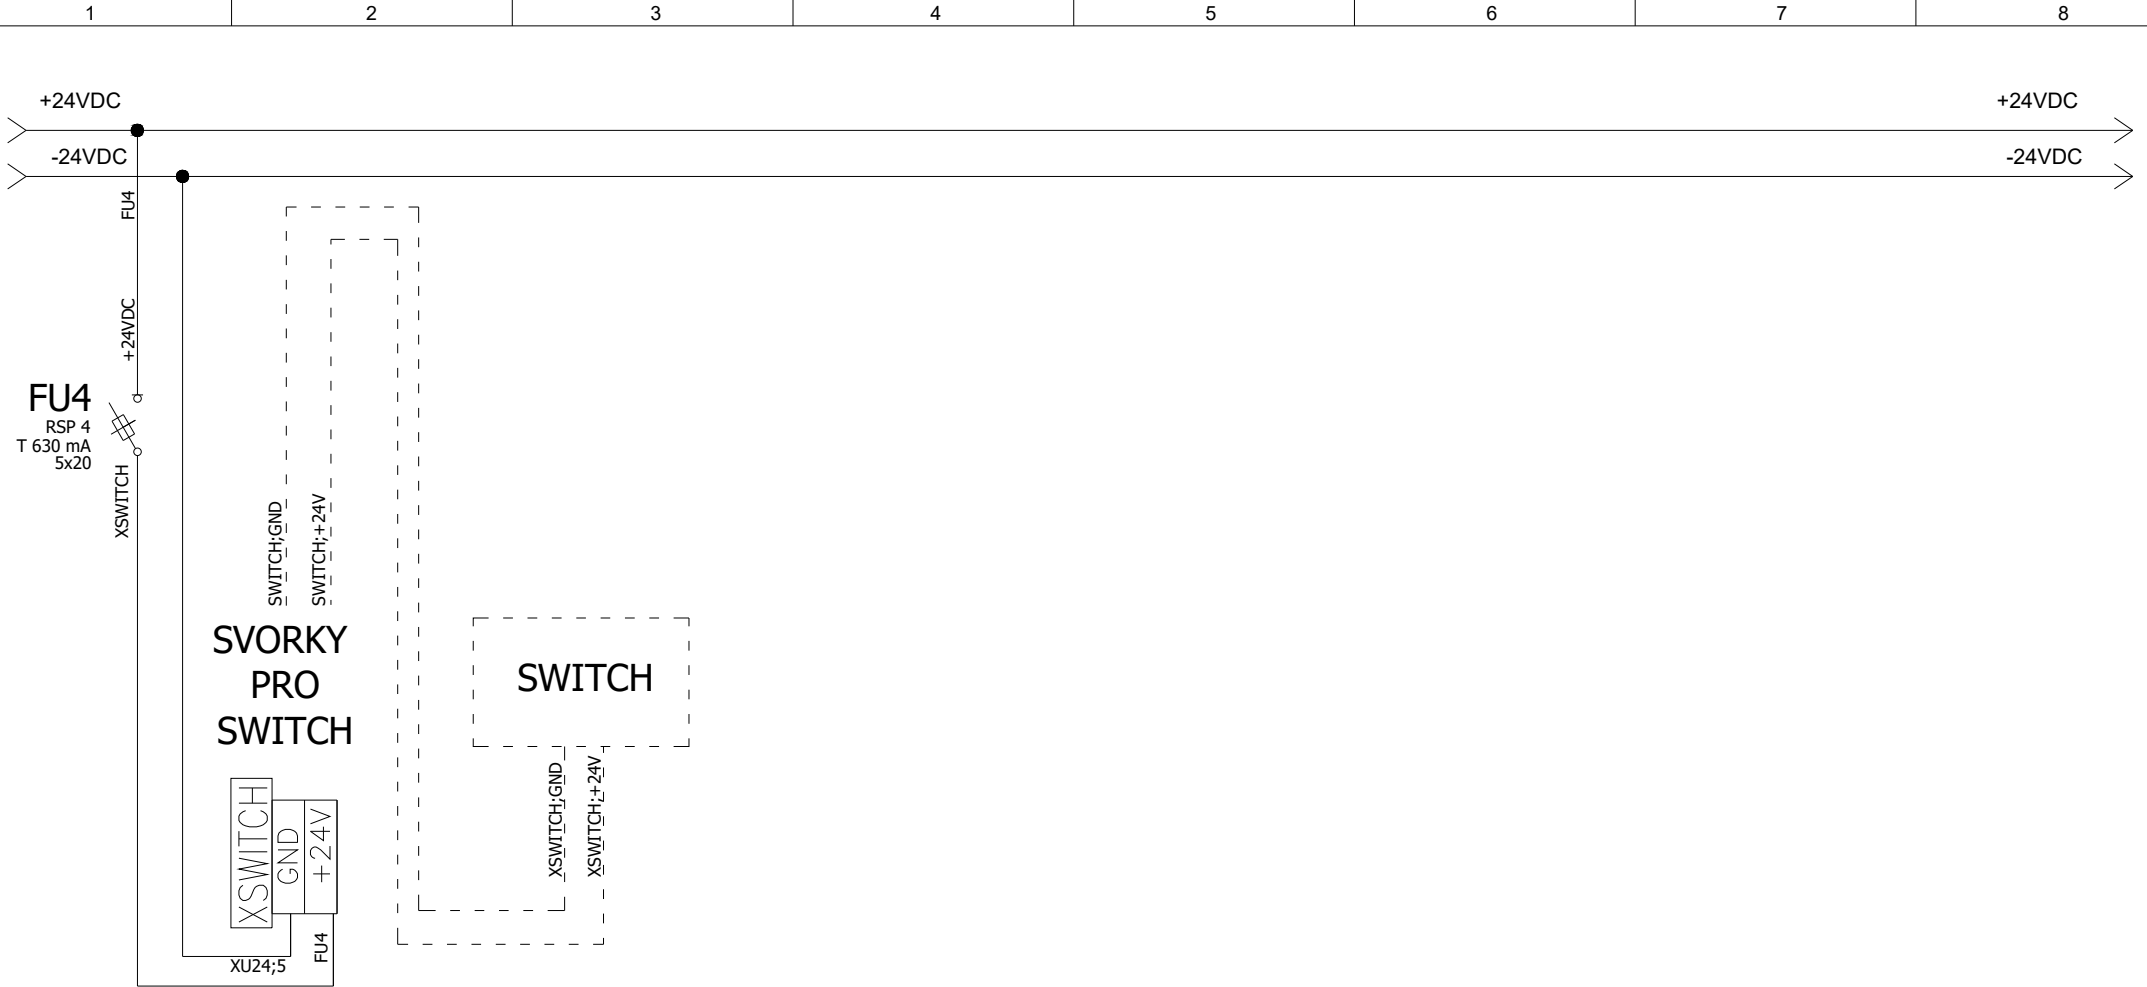 1
2
3
4
5
6
7
8
+24VDC
+24VDC
-24VDC
-24VDC
FU4
+24VDC
FU4
RSP 4
T 630 mA
5x20
XSWITCH
SWITCH;GND
SWITCH;+24V
SVORKY
PRO
SWITCH
SWITCH
XSWITCH;GND
XSWITCH;+24V
XSWITCH
GND
+24V
XU24;5
FU4